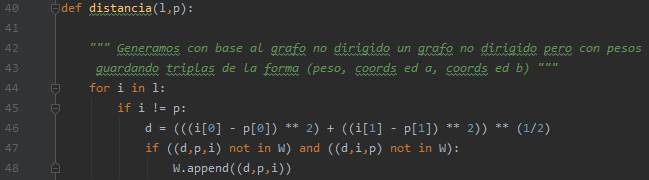 40 def distancia(l,p):
41
42 """ Generamos con base al grafo no dirigido un grafo no dirigido pero con pesos
43 guardando triplas de la forma (peso, coords ed a, coords ed b) """
44 for i in l:
45 if i != p:
46 d = (((i[0] - p[0]) ** 2) + ((i[1] - p[1]) ** 2)) ** (1/2)
47 if ((d,p,i) not in W) and ((d,i,p) not in W):
48 W.append((d,p,i))